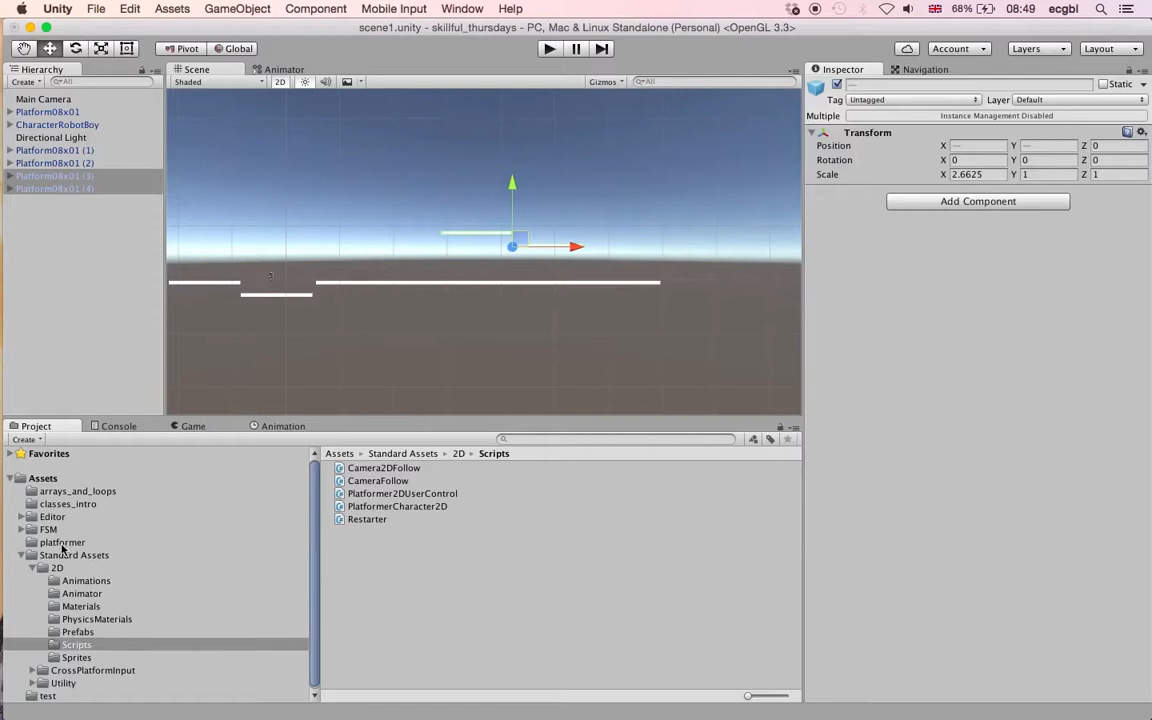 Unity File Edit Assets GameObject Component Mobile Input Window Help 68% 08:49 ecgbl
scene1.unity - skillful_thursdays - PC, Mac & Linux Standalone (Personal) <OpenGL 3.3>
Pivot Global Account Layers Layout
Hierarchy Scene Animator Inspector Navigation
Create All Shaded 2D Gizmos All Static
Main Camera
Platform08x01
CharacterRobotBoy
Directional Light
Platform08x01 (1)
Platform08x01 (2)
Platform08x01 (3)
Platform08x01 (4)
Tag Untagged Layer Default
Multiple Instance Management Disabled
Transform
Position X — Y — Z 0
Rotation X 0 Y 0 Z 0
Scale X 2.6625 Y 1 Z 1
Add Component
Project Console Game Animation
Create
Favorites
Assets
arrays_and_loops
classes_intro
Editor
FSM
platformer
Standard Assets
2D
Animations
Animator
Materials
PhysicsMaterials
Prefabs
Scripts
Sprites
CrossPlatformInput
Utility
test
Assets Standard Assets 2D Scripts
Camera2DFollow
CameraFollow
Platformer2DUserControl
PlatformerCharacter2D
Restarter